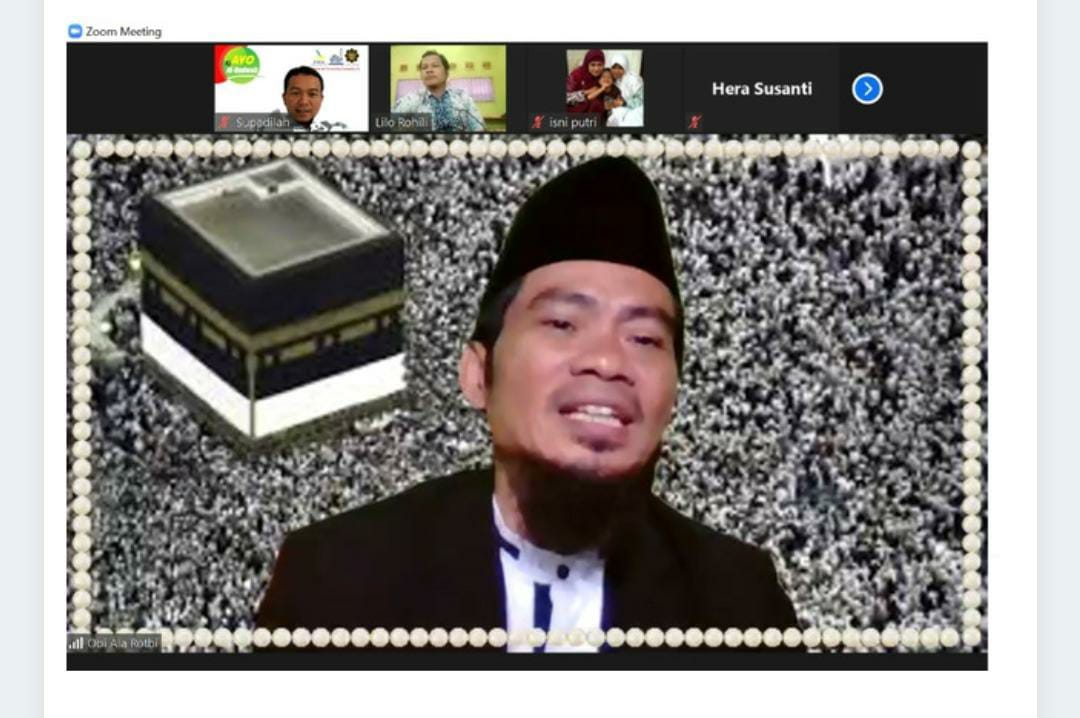 Zoom Meeting
AYO
Supadilah
Lilo Rohili
isni putri
Hera Susanti
Obi Ala Rotbi